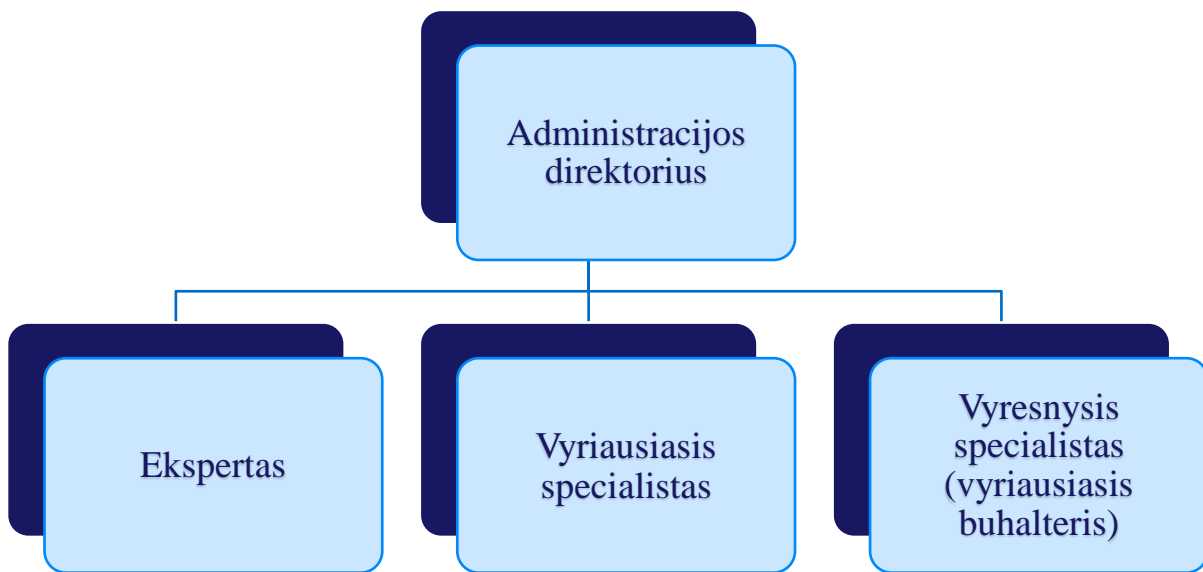 Administracijos
direktorius
Ekspertas
Vyriausiasis
specialistas
Vyresnysis
specialistas
(vyriausiasis
buhalteris)